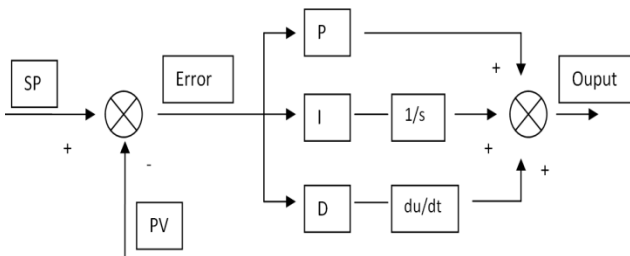 P
SP
Error
+
Ouput
I
1/s
+
-
+
+
D
du/dt
PV